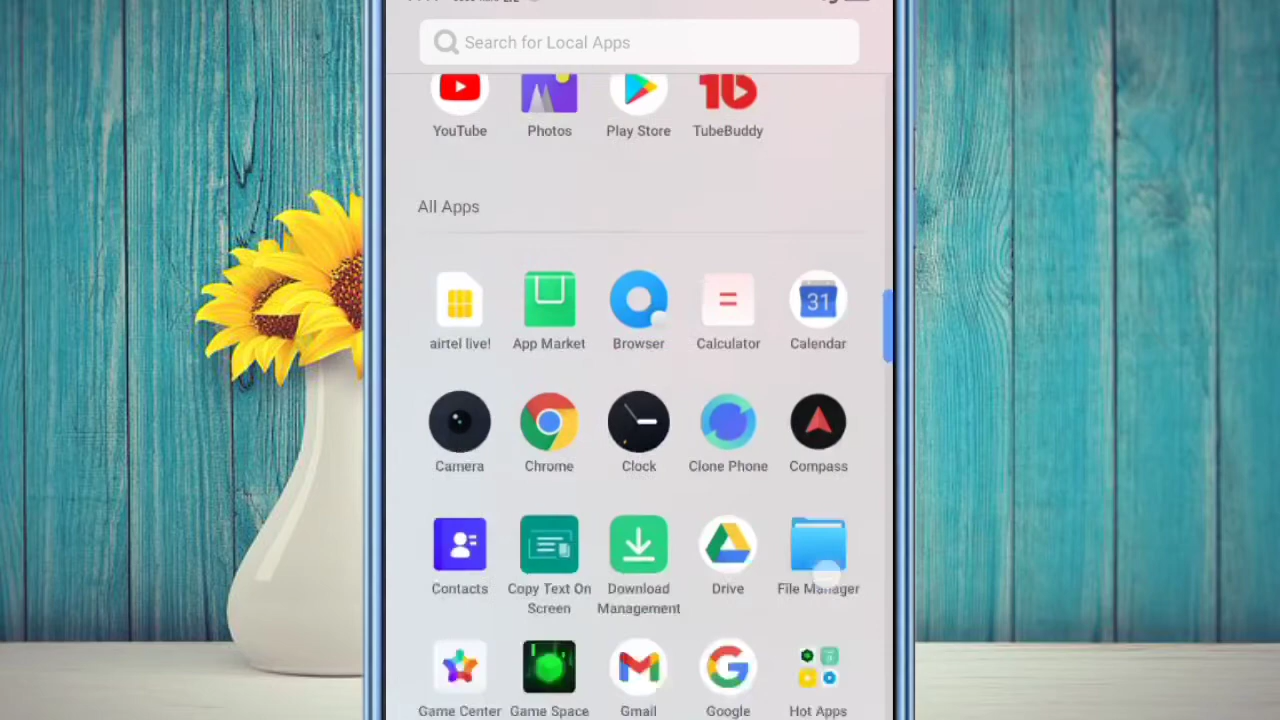 Search for Local Apps
YouTube Photos Play Store TubeBuddy
All Apps
31
airtel live! App Market Browser Calculator Calendar
Camera Chrome Clock Clone Phone Compass
Contacts Copy Text On Screen Download Management Drive File Manager
Game Center Game Space Gmail Google Hot Apps